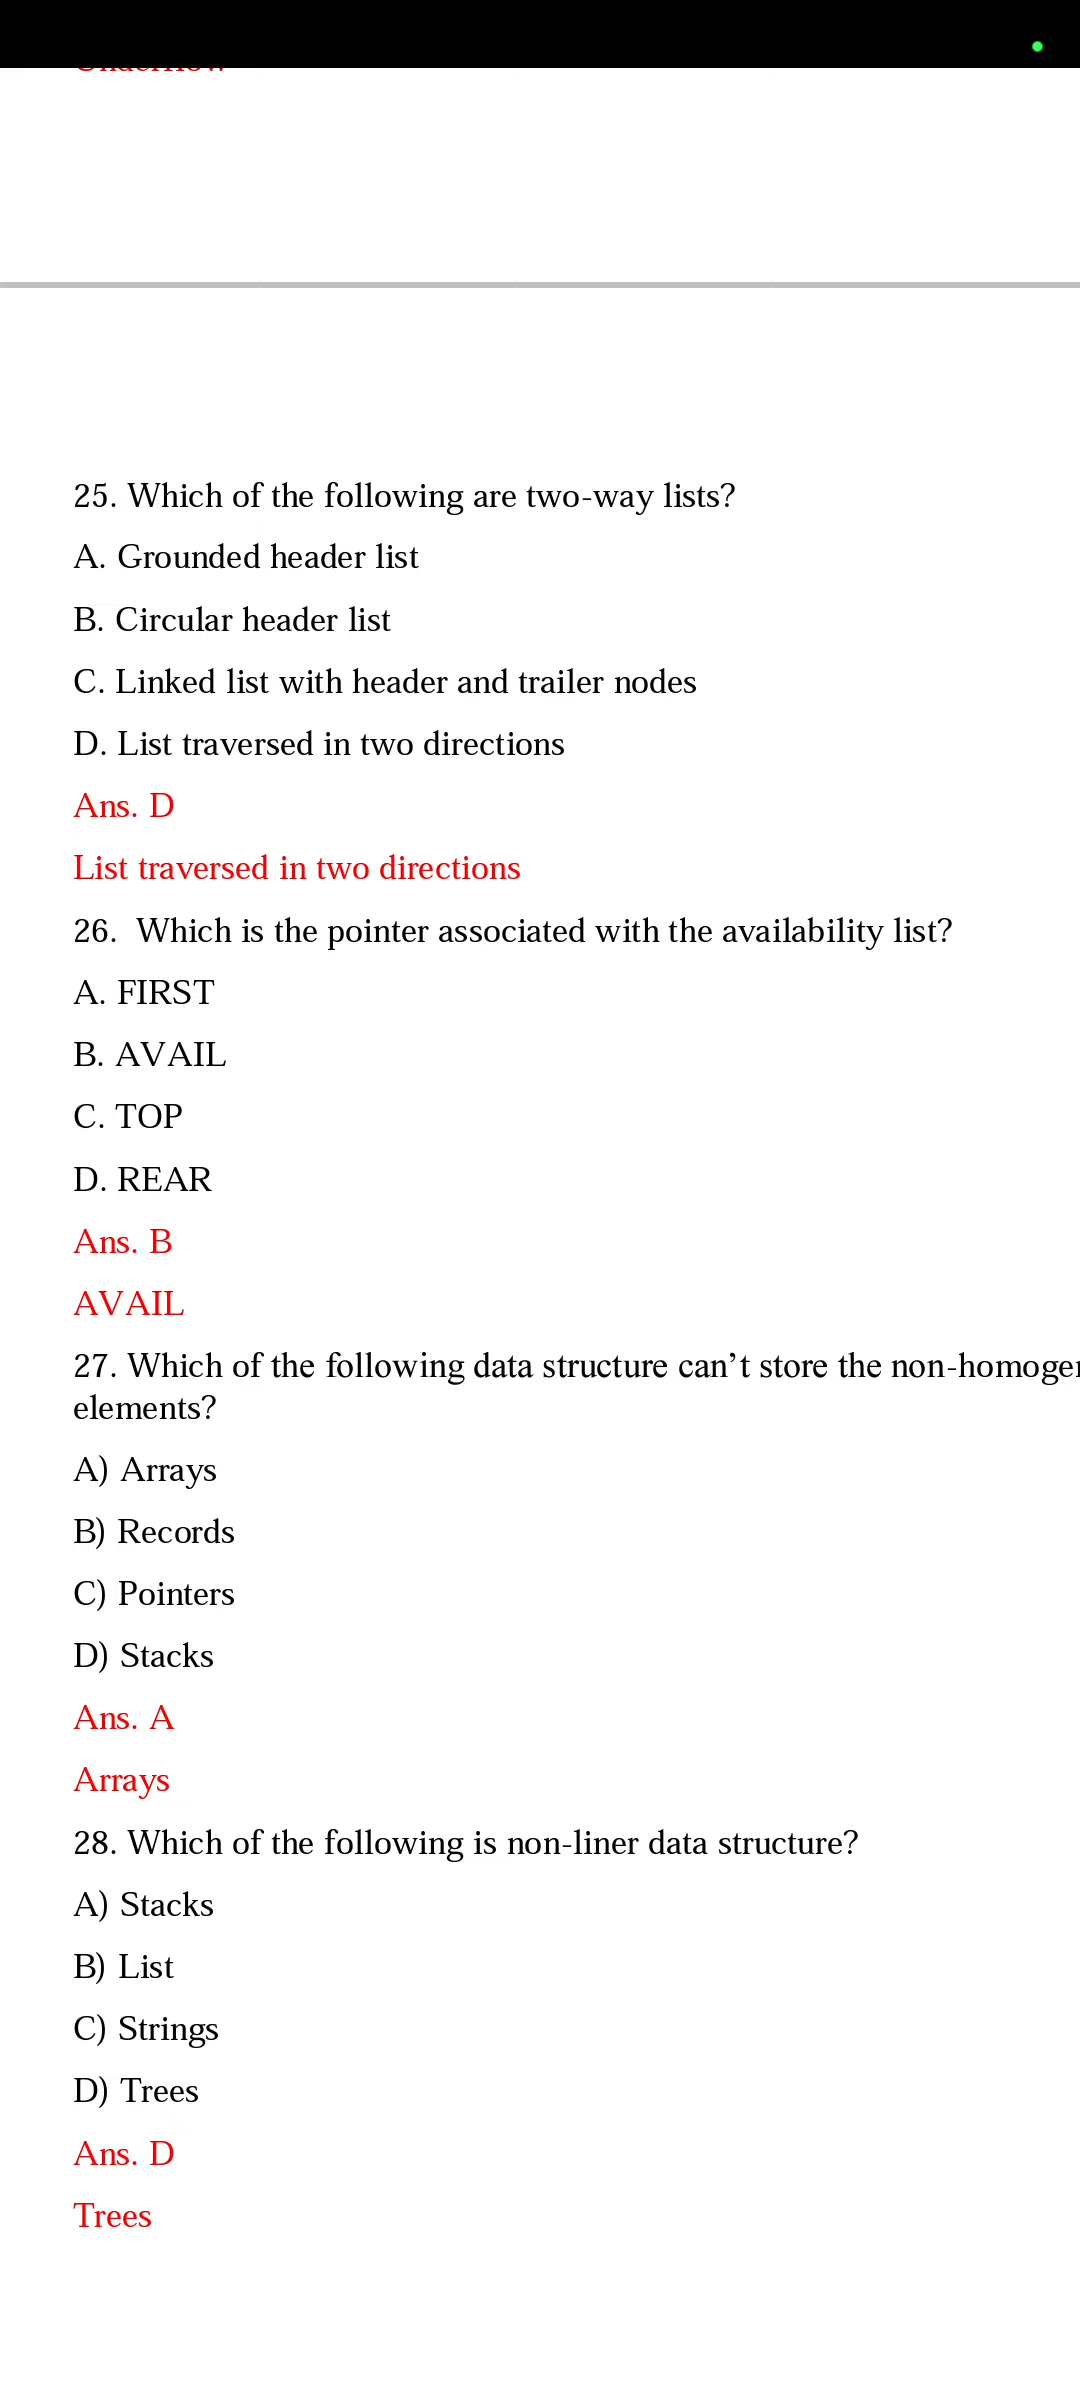 25. Which of the following are two-way lists?
A. Grounded header list
B. Circular header list
C. Linked list with header and trailer nodes
D. List traversed in two directions
Ans. D
List traversed in two directions
26.  Which is the pointer associated with the availability list?
A. FIRST
B. AVAIL
C. TOP
D. REAR
Ans. B
AVAIL
27. Which of the following data structure can’t store the
elements?
A) Arrays
B) Records
C) Pointers
D) Stacks
Ans. A
Arrays
28. Which of the following is non-liner data structure?
A) Stacks
B) List
C) Strings
D) Trees
Ans. D
Trees